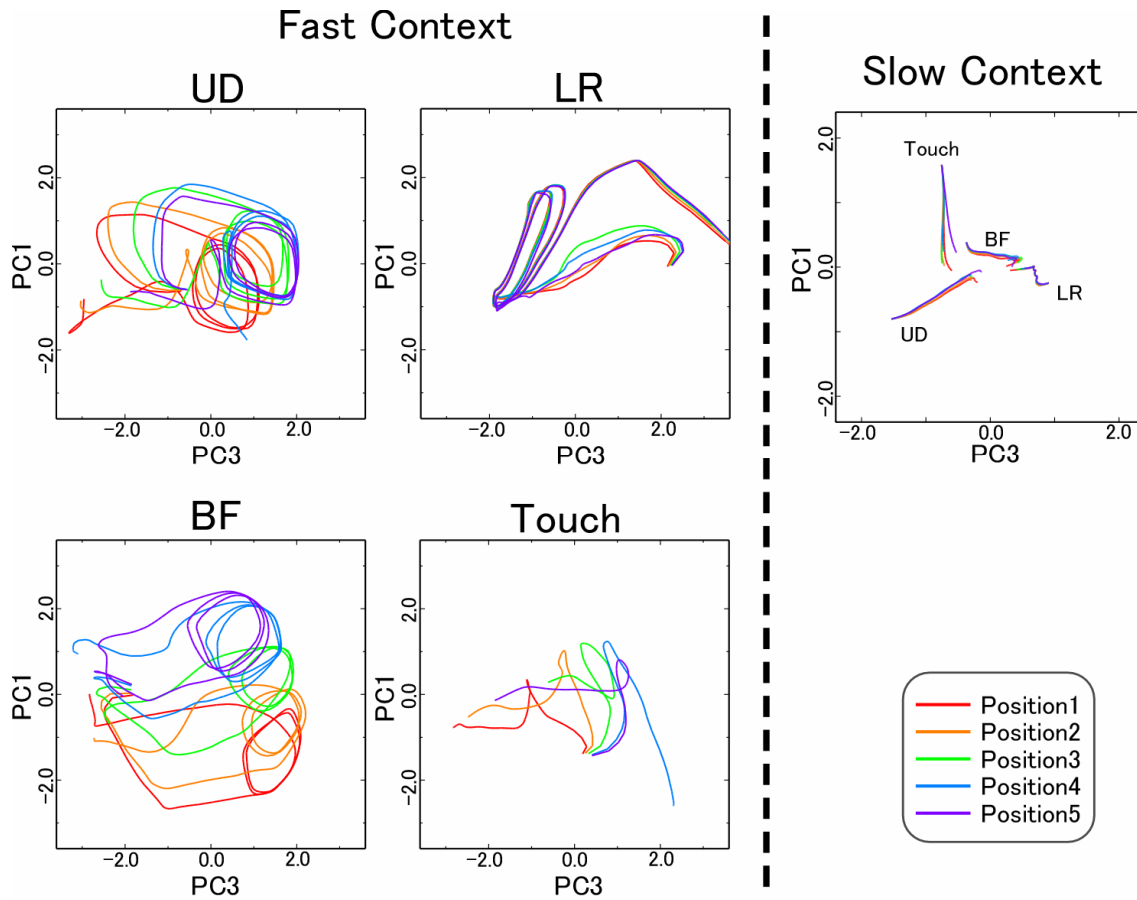 Fast Context
Slow Context
UD
LR
PC1
2.0
0.0
-2.0
-2.0
0.0
2.0
PC3
PC1
2.0
0.0
-2.0
-2.0
0.0
2.0
PC3
PC1
2.0
0.0
-2.0
Touch
BF
LR
UD
-2.0
0.0
2.0
PC3
BF
Touch
PC1
2.0
0.0
-2.0
-2.0
0.0
2.0
PC3
PC1
2.0
0.0
-2.0
-2.0
0.0
2.0
PC3
Position1
Position2
Position3
Position4
Position5